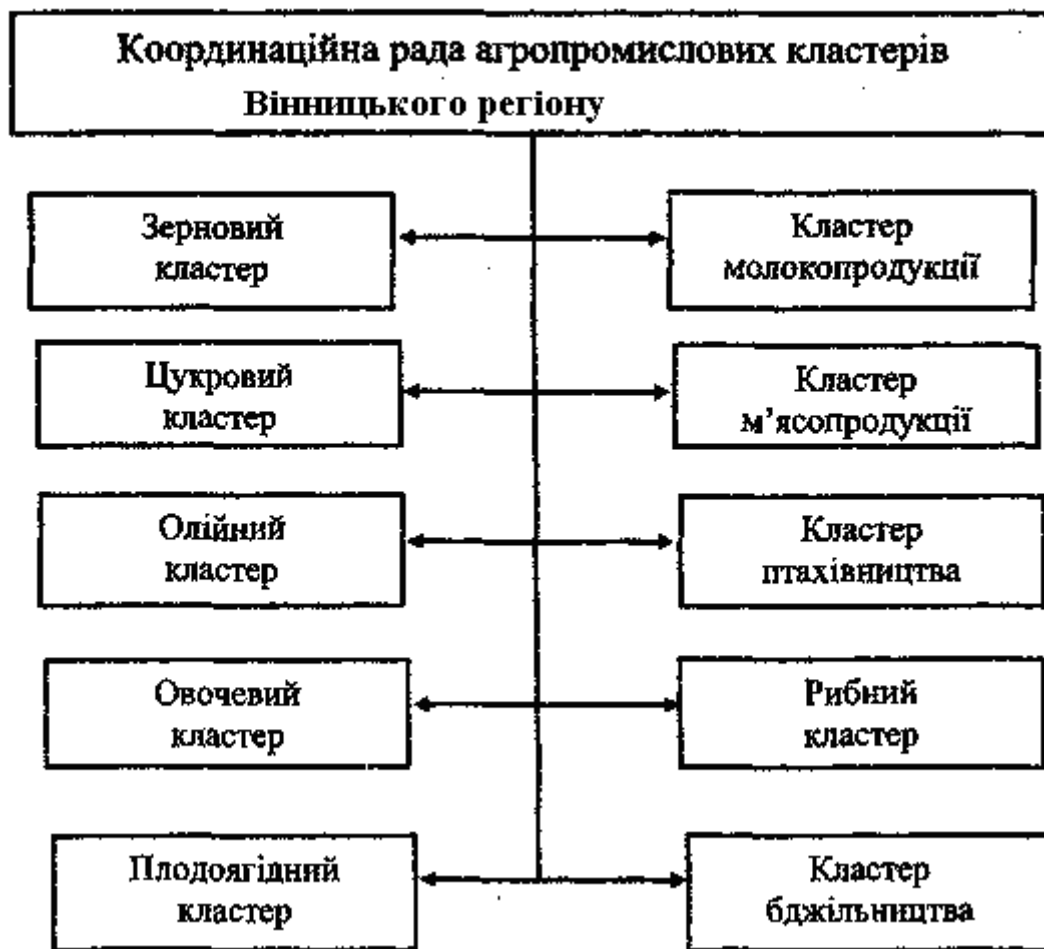 Координаційна рада агропромислових кластерів
Вінницького регіону
Зерновий
кластер
Кластер
молокопродукції
Цукровий
кластер
Кластер
м’ясопродукції
Олійний
кластер
Кластер
птахівництва
Овочевий
кластер
Рибний
кластер
Плодоягідний
кластер
Кластер
бджільництва